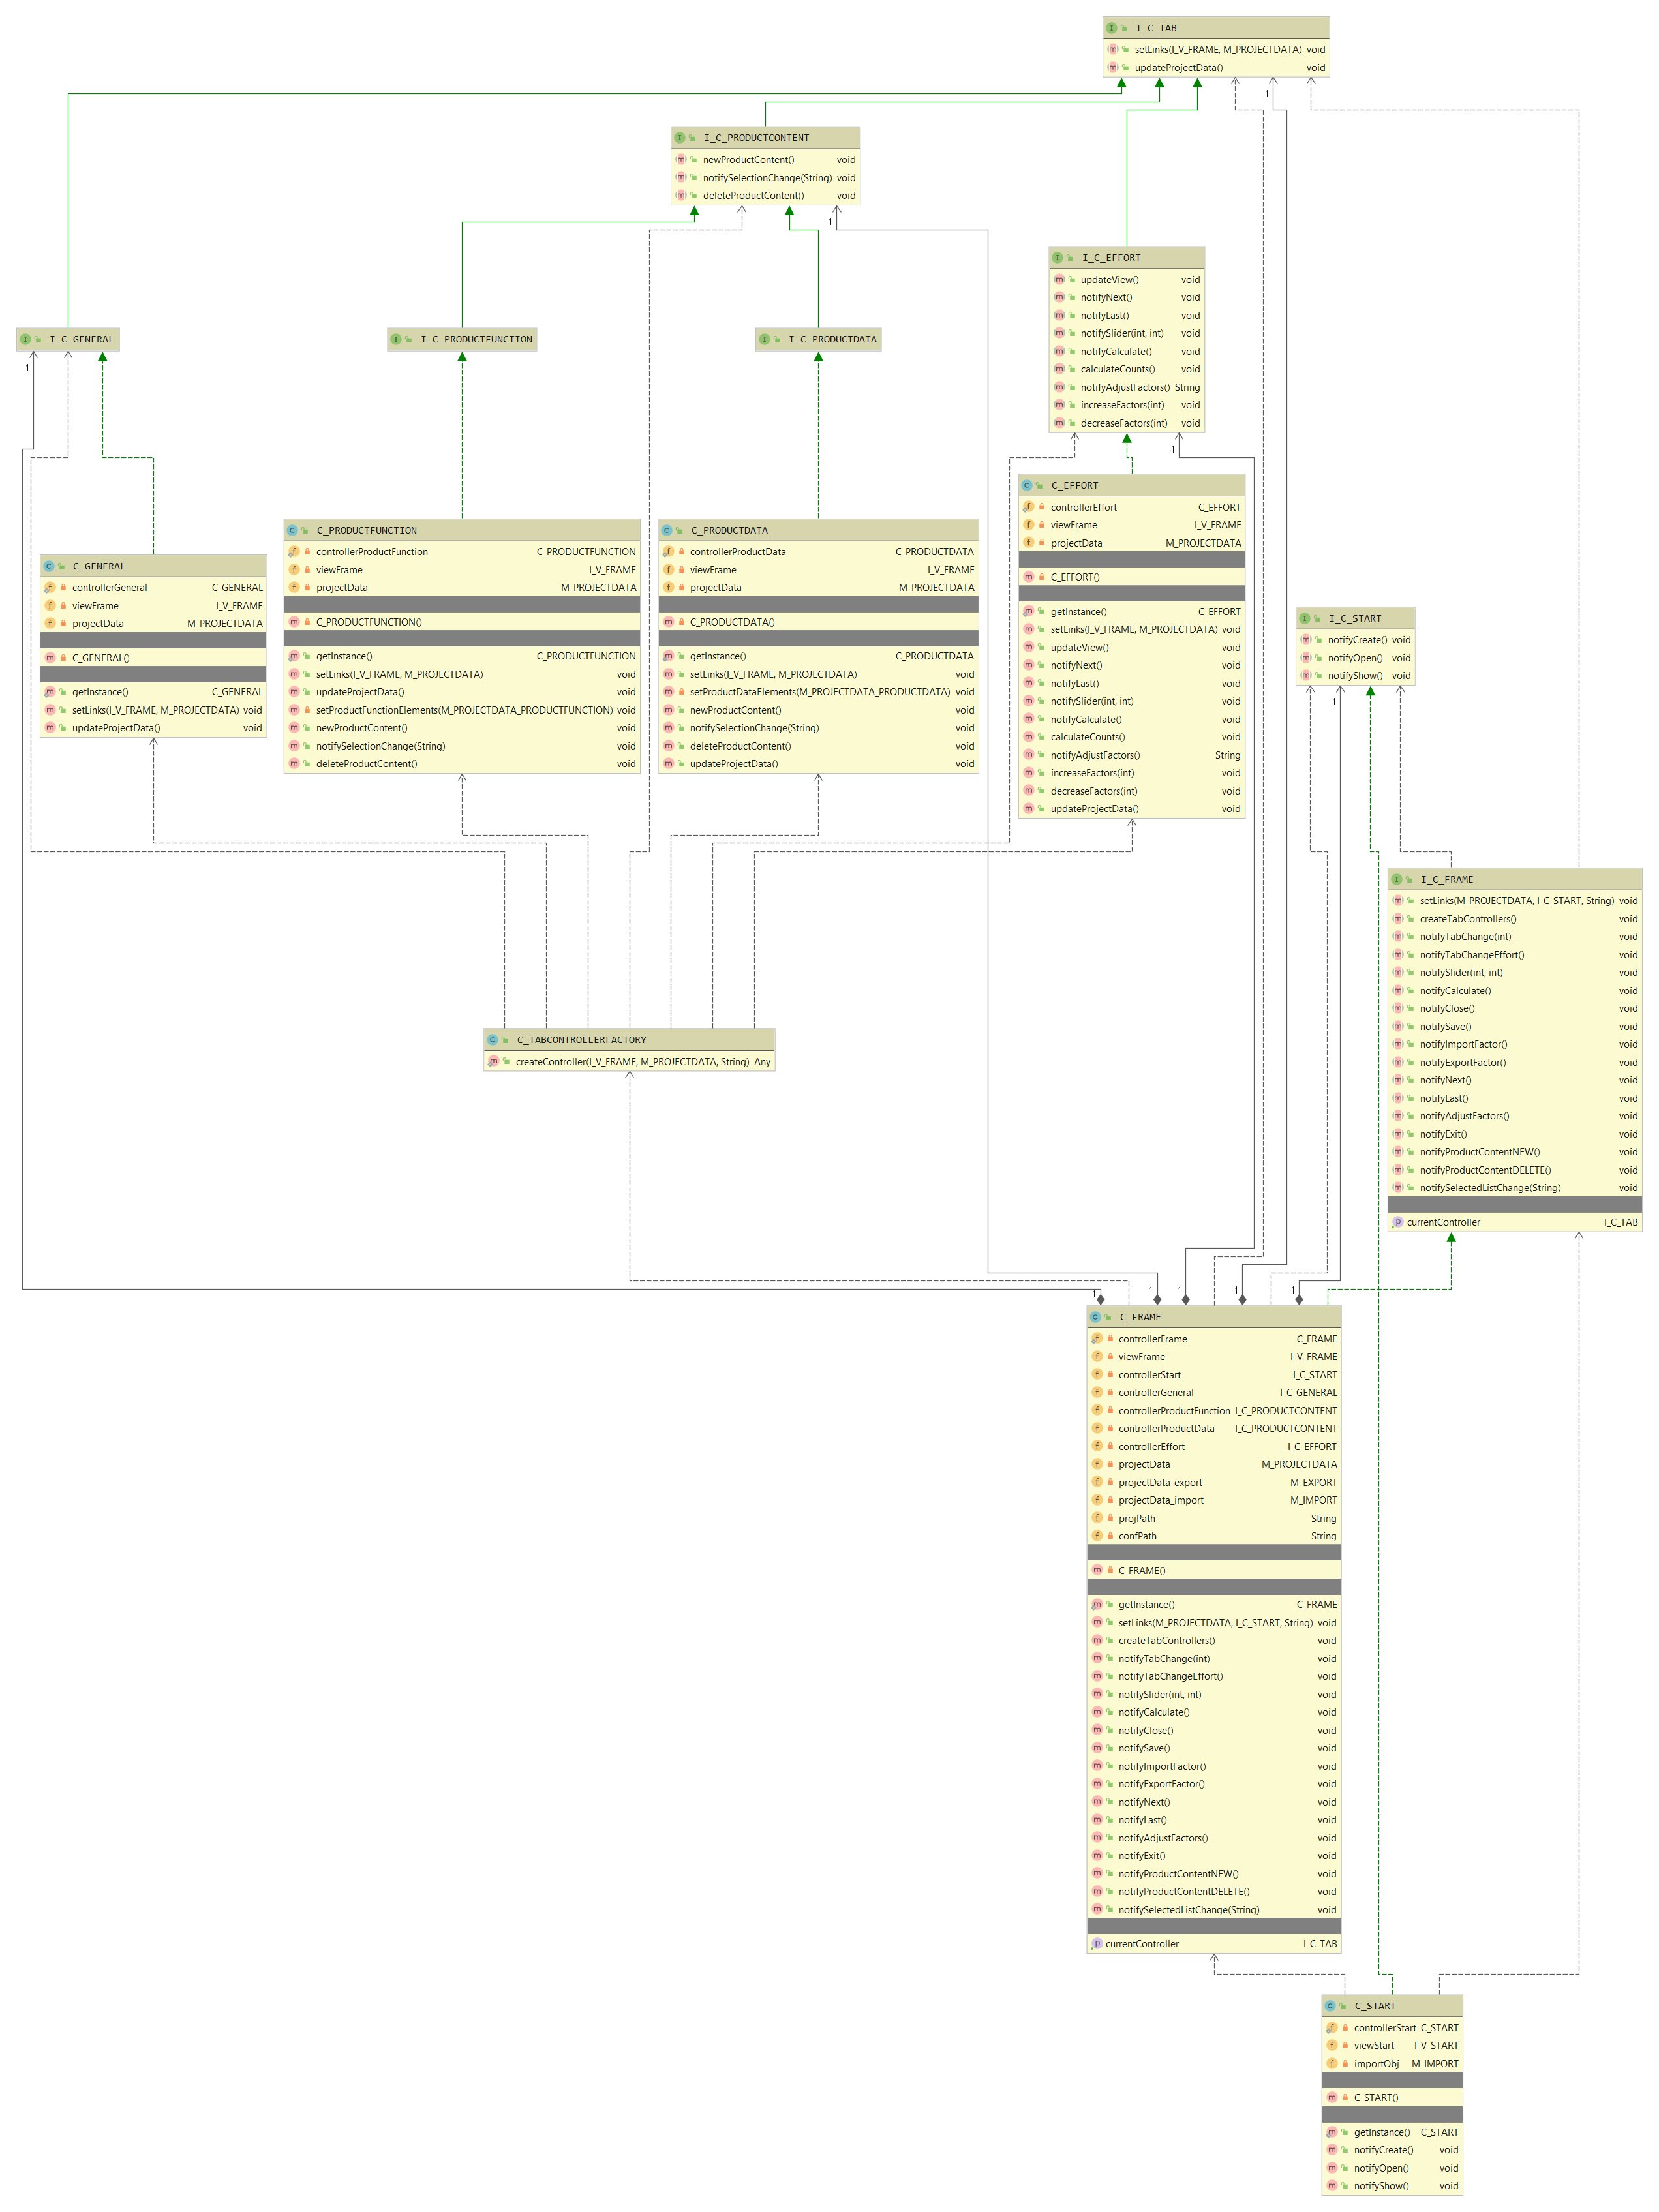 I_C_TAB
setLinks(I_V_FRAME, M_PROJECTDATA) void
updateProjectData() void
1
I_C_PRODUCTCONTENT
newProductContent() void
notifySelectionChange(String) void
deleteProductContent() void
1
I_C_EFFORT
updateView() void
notifyNext() void
notifyLast() void
notifySlider(int, int) void
notifyCalculate() void
calculateCounts() void
notifyAdjustFactors() String
increaseFactors(int) void
decreaseFactors(int) void
1
I_C_GENERAL
1
I_C_PRODUCTFUNCTION
I_C_PRODUCTDATA
C_EFFORT
controllerEffort C_EFFORT
viewFrame I_V_FRAME
projectData M_PROJECTDATA
C_EFFORT()
getInstance() C_EFFORT
setLinks(I_V_FRAME, M_PROJECTDATA) void
updateView() void
notifyNext() void
notifyLast() void
notifySlider(int, int) void
notifyCalculate() void
calculateCounts() void
notifyAdjustFactors() String
increaseFactors(int) void
decreaseFactors(int) void
updateProjectData() void
C_PRODUCTFUNCTION
controllerProductFunction C_PRODUCTFUNCTION
viewFrame I_V_FRAME
projectData M_PROJECTDATA
C_PRODUCTFUNCTION()
getInstance() C_PRODUCTFUNCTION
setLinks(I_V_FRAME, M_PROJECTDATA) void
updateProjectData() void
setProductFunctionElements(M_PROJECTDATA_PRODUCTFUNCTION) void
newProductContent() void
notifySelectionChange(String) void
deleteProductContent() void
C_PRODUCTDATA
controllerProductData C_PRODUCTDATA
viewFrame I_V_FRAME
projectData M_PROJECTDATA
C_PRODUCTDATA()
getInstance() C_PRODUCTDATA
setLinks(I_V_FRAME, M_PROJECTDATA) void
setProductDataElements(M_PROJECTDATA_PRODUCTDATA) void
newProductContent() void
notifySelectionChange(String) void
deleteProductContent() void
updateProjectData() void
C_GENERAL
controllerGeneral C_GENERAL
viewFrame I_V_FRAME
projectData M_PROJECTDATA
C_GENERAL()
getInstance() C_GENERAL
setLinks(I_V_FRAME, M_PROJECTDATA) void
updateProjectData() void
I_C_START
notifyCreate() void
notifyOpen() void
notifyShow() void
1
I_C_FRAME
setLinks(M_PROJECTDATA, I_C_START, String) void
createTabControllers() void
notifyTabChange(int) void
notifyTabChangeEffort() void
notifySlider(int, int) void
notifyCalculate() void
notifyClose() void
notifySave() void
notifyImportFactor() void
notifyExportFactor() void
notifyNext() void
notifyLast() void
notifyAdjustFactors() void
notifyExit() void
notifyProductContentNEW() void
notifyProductContentDELETE() void
notifySelectedListChange(String) void
currentController I_C_TAB
C_TABCONTROLLERFACTORY
createController(I_V_FRAME, M_PROJECTDATA, String) Any
1 1 1 1 1
C_FRAME
controllerFrame C_FRAME
viewFrame I_V_FRAME
controllerStart I_C_START
controllerGeneral I_C_GENERAL
controllerProductFunction I_C_PRODUCTCONTENT
controllerProductData I_C_PRODUCTCONTENT
controllerEffort I_C_EFFORT
projectData M_PROJECTDATA
projectData_export M_EXPORT
projectData_import M_IMPORT
projPath String
confPath String
C_FRAME()
getInstance() C_FRAME
setLinks(M_PROJECTDATA, I_C_START, String) void
createTabControllers() void
notifyTabChange(int) void
notifyTabChangeEffort() void
notifySlider(int, int) void
notifyCalculate() void
notifyClose() void
notifySave() void
notifyImportFactor() void
notifyExportFactor() void
notifyNext() void
notifyLast() void
notifyAdjustFactors() void
notifyExit() void
notifyProductContentNEW() void
notifyProductContentDELETE() void
notifySelectedListChange(String) void
currentController I_C_TAB
C_START
controllerStart C_START
viewStart I_V_START
importObj M_IMPORT
C_START()
getInstance() C_START
notifyCreate() void
notifyOpen() void
notifyShow() void